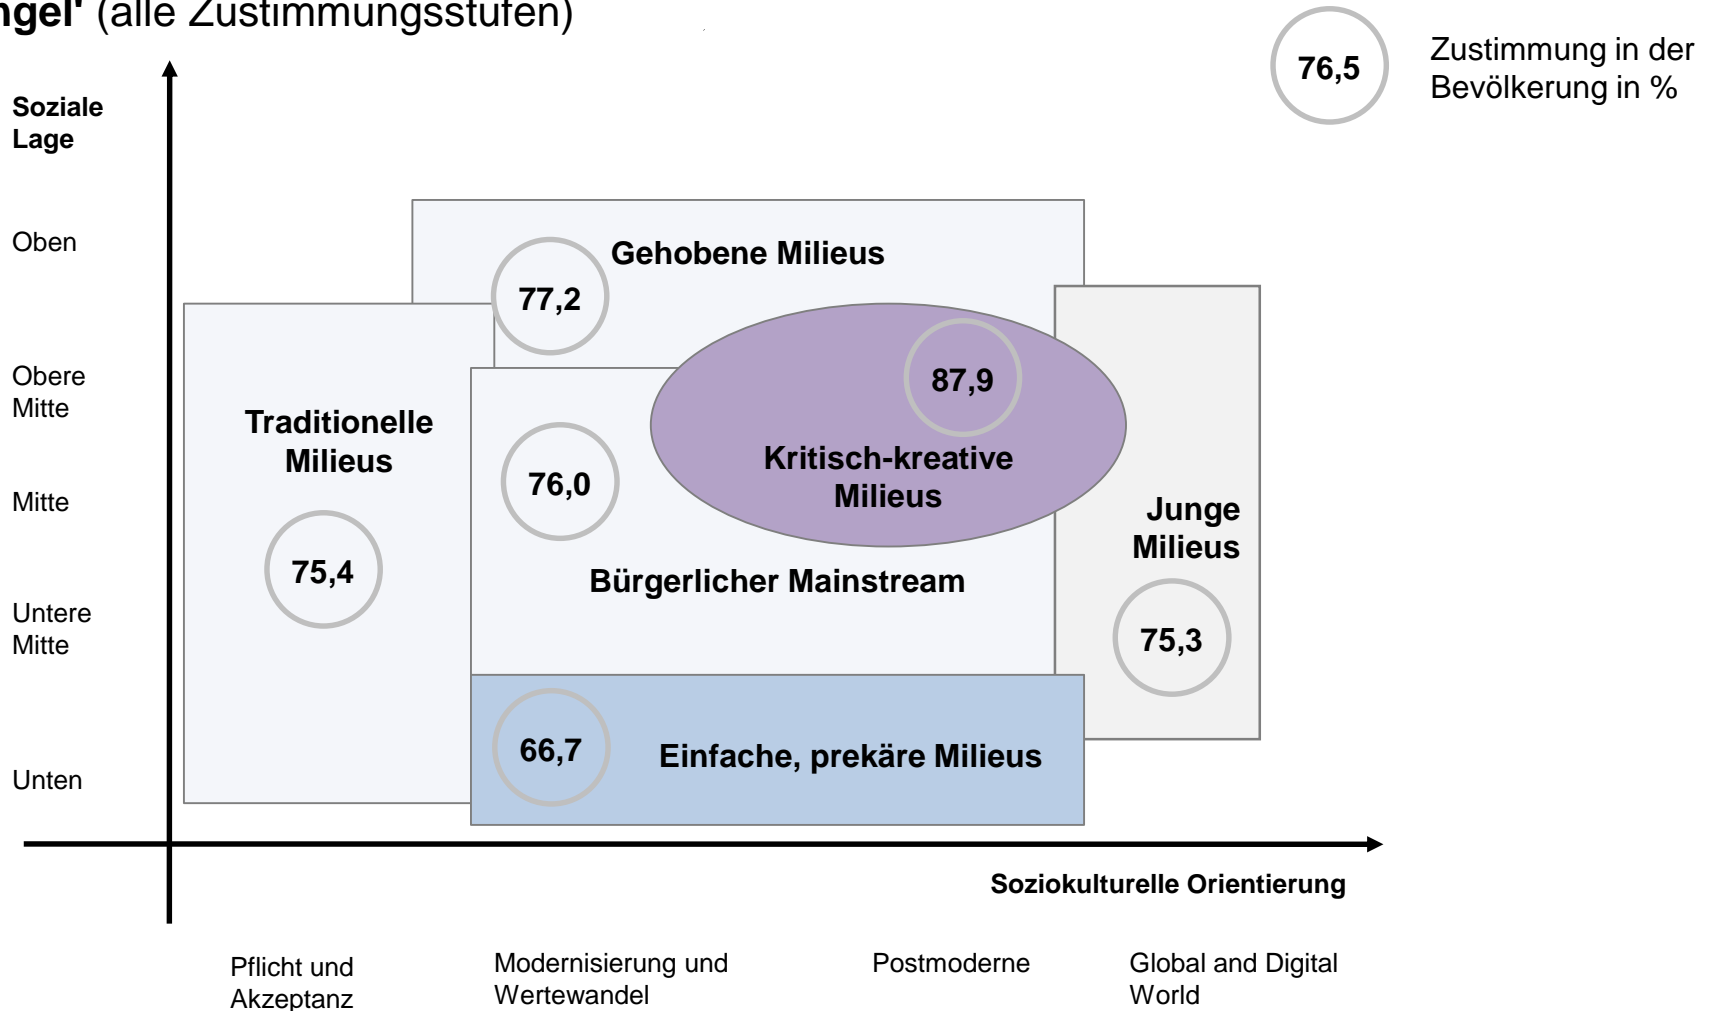 ngel' (alle Zustimmungsstufen)
76,5
Zustimmung in der
Bevölkerung in %
Soziale
Lage
Oben
Obere
Mitte
Mitte
Untere
Mitte
Unten
Gehobene Milieus
77,2
87,9
Kritisch-kreative
Milieus
Traditionelle
Milieus
75,4
76,0
Bürgerlicher Mainstream
Junge
Milieus
75,3
66,7
Einfache, prekäre Milieus
Soziokulturelle Orientierung
Pflicht und
Akzeptanz
Modernisierung und
Wertewandel
Postmoderne
Global and Digital
World